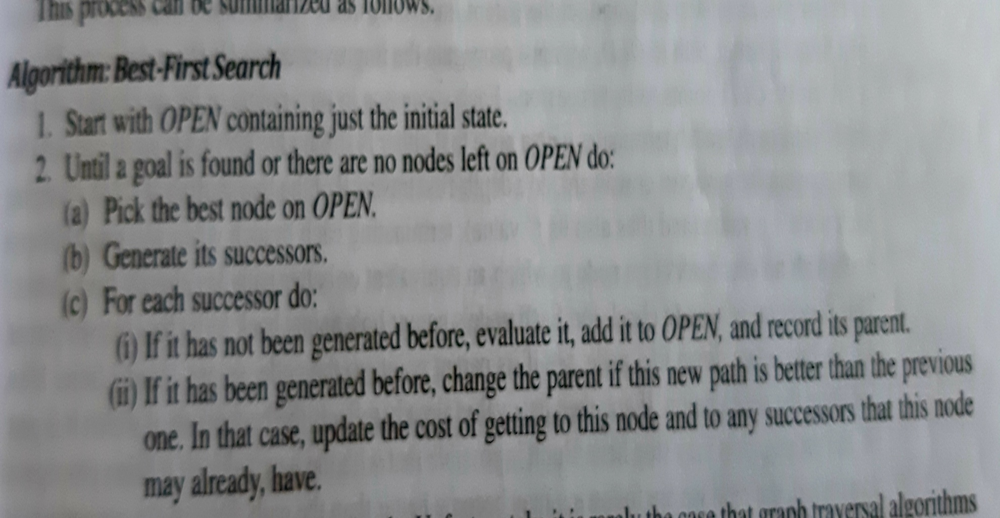 This process can be summarized as follows.
Algorithm: Best-First Search
1. Start with OPEN containing just the initial state.
2. Until a goal is found or there are no nodes left on OPEN do:
(a) Pick the best node on OPEN.
(b) Generate its successors.
(c) For each successor do:
(i) If it has not been generated before, evaluate it, add it to OPEN, and record its parent.
(ii) If it has been generated before, change the parent if this new path is better than the previous
one. In that case, update the cost of getting to this node and to any successors that this node
may already, have.
it is rarely the case that graph traversal algorithms